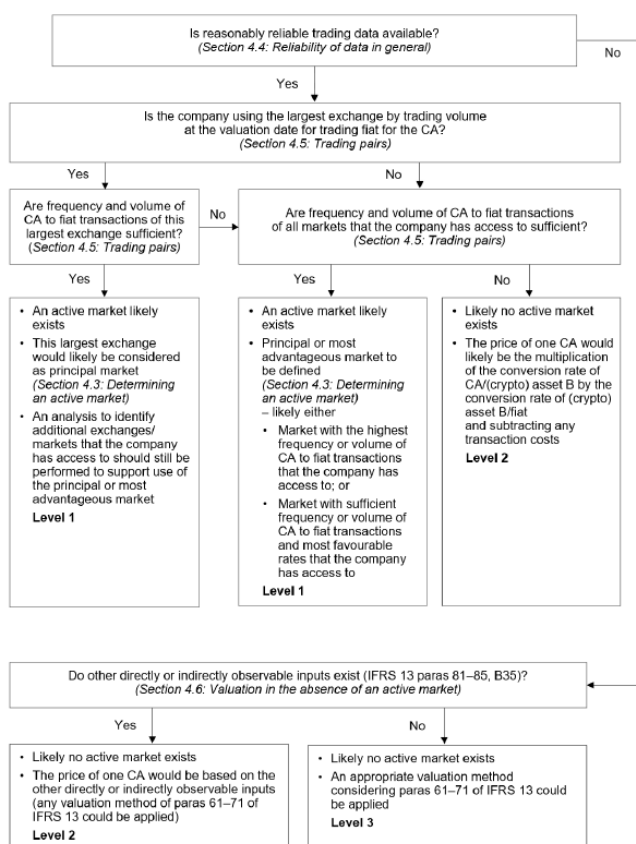 Is reasonably reliable trading data available?
(Section 4.4: Reliability of data in general)
No
Yes
Is the company using the largest exchange by trading volume
at the valuation date for trading fiat for the CA?
(Section 4.5: Trading pairs)
Yes
No
Are frequency and volume of
CA to fiat transactions of this
largest exchange sufficient?
(Section 4.5: Trading pairs)
No
Are frequency and volume of CA to fiat transactions
of all markets that the company has access to sufficient?
(Section 4.5: Trading pairs)
Yes
Yes
No
• An active market likely
exists
• This largest exchange
would likely be considered
as principal market
(Section 4.3: Determining
an active market)
• An analysis to identify
additional exchanges/
markets that the company
has access to should still be
performed to support use of
the principal or most
advantageous market
Level 1
• An active market likely
exists
• Principal or most
advantageous market to
be defined
(Section 4.3: Determining
an active market)
– likely either
• Market with the highest
frequency or volume of
CA to fiat transactions
that the company has
access to; or
• Market with sufficient
frequency or volume of
CA to fiat transactions
and most favourable
rates that the company
has access to
Level 1
• Likely no active market
exists
• The price of one CA would
likely be the multiplication
of the conversion rate of
CA/(crypto) asset B by the
conversion rate of (crypto)
asset B/fiat
and subtracting any
transaction costs
Level 2
Do other directly or indirectly observable inputs exist (IFRS 13 paras 81–85, B35)?
(Section 4.6: Valuation in the absence of an active market)
Yes
No
• Likely no active market exists
• The price of one CA would be based on the
other directly or indirectly observable inputs
(any valuation method of paras 61–71 of
IFRS 13 could be applied)
Level 2
• Likely no active market exists
• An appropriate valuation method
considering paras 61–71 of IFRS 13 could
be applied
Level 3